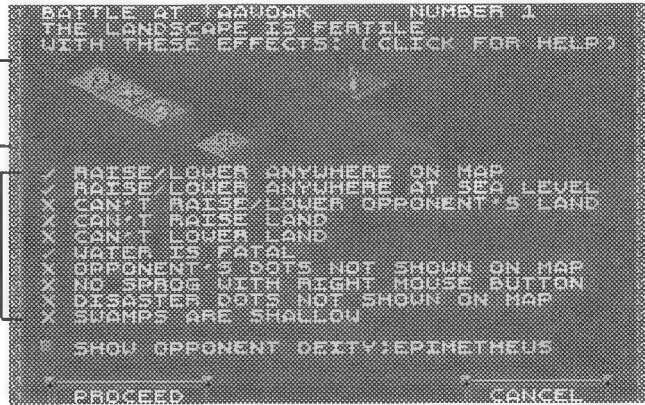 BATTLE AT AAWOAK NUMBER 1
THE LANDSCAPE IS FERTILE
WITH THESE EFFECTS: (CLICK FOR HELP)
RAISE/LOWER ANYWHERE ON MAP
RAISE/LOWER ANYWHERE AT SEA LEVEL
X CAN'T RAISE/LOWER OPPONENT'S LAND
X CAN'T RAISE LAND
X CAN'T LOWER LAND
WATER IS FATAL
X OPPONENT'S DOTS NOT SHOWN ON MAP
X NO SPROG WITH RIGHT MOUSE BUTTON
X DISASTER DOTS NOT SHOWN ON MAP
X SWAMPS ARE SHALLOW
SHOW OPPONENT DEITY;EPIMETHEUS
PROCEED CANCEL